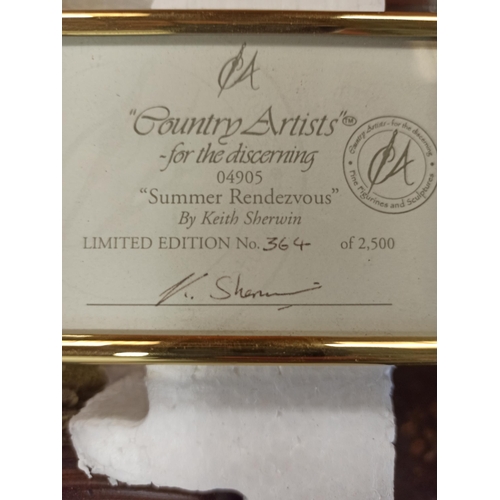 CA
"Country Artists"™
-for the discerning
04905
"Summer Rendezvous"
By Keith Sherwin
LIMITED EDITION No. 364 of 2,500
K. Sherwin
Country Artists - for the discerning
CA
Fine Figurines and Sculptures